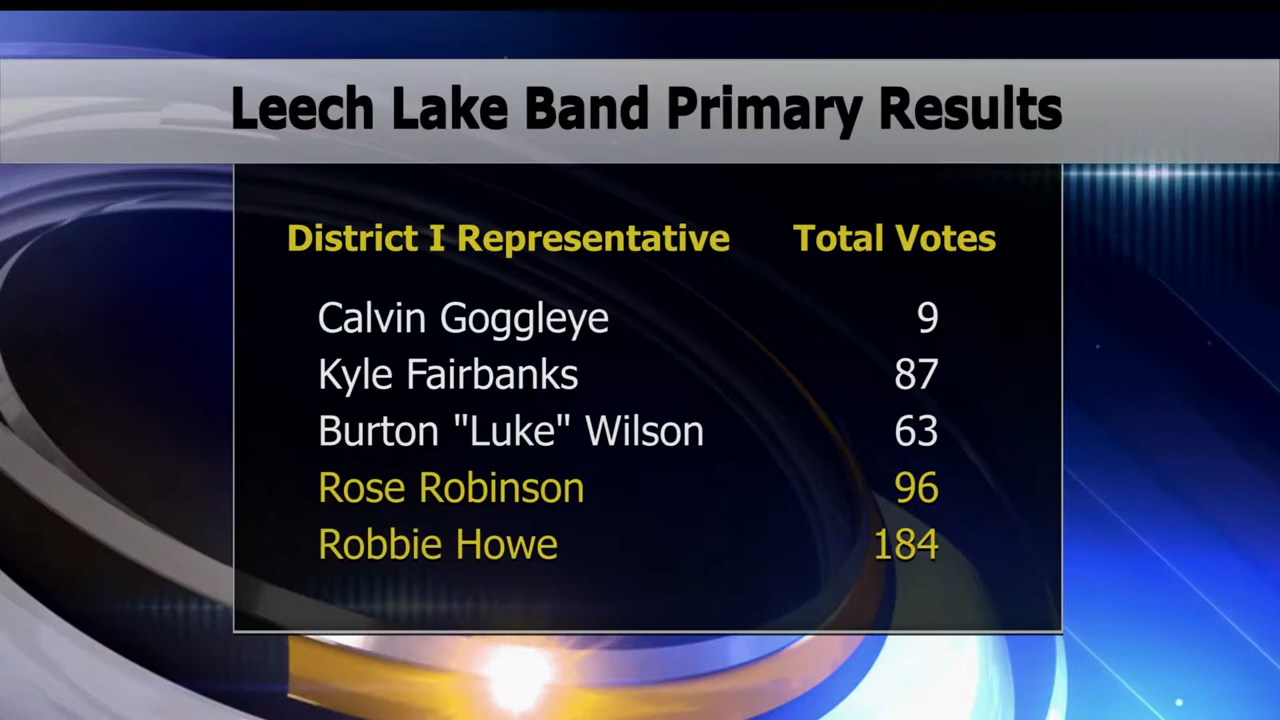 Leech Lake Band Primary Results
District I Representative Total Votes
Calvin Goggleye 9
Kyle Fairbanks 87
Burton "Luke" Wilson 63
Rose Robinson 96
Robbie Howe 184